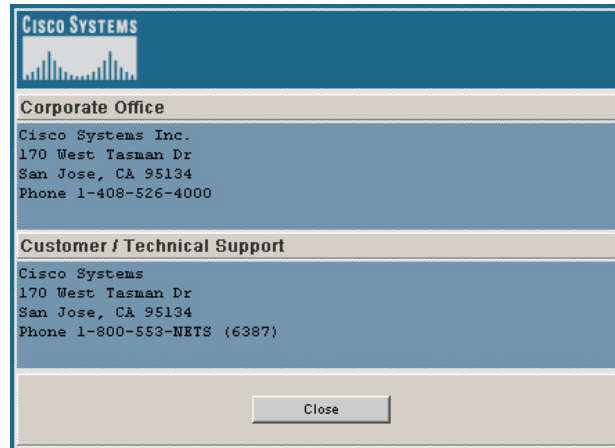 CISCO SYSTEMS
Corporate Office
Cisco Systems Inc.
170 West Tasman Dr
San Jose, CA 95134
Phone 1-408-526-4000
Customer / Technical Support
Cisco Systems
170 West Tasman Dr
San Jose, CA 95134
Phone 1-800-553-NETS (6387)
Close